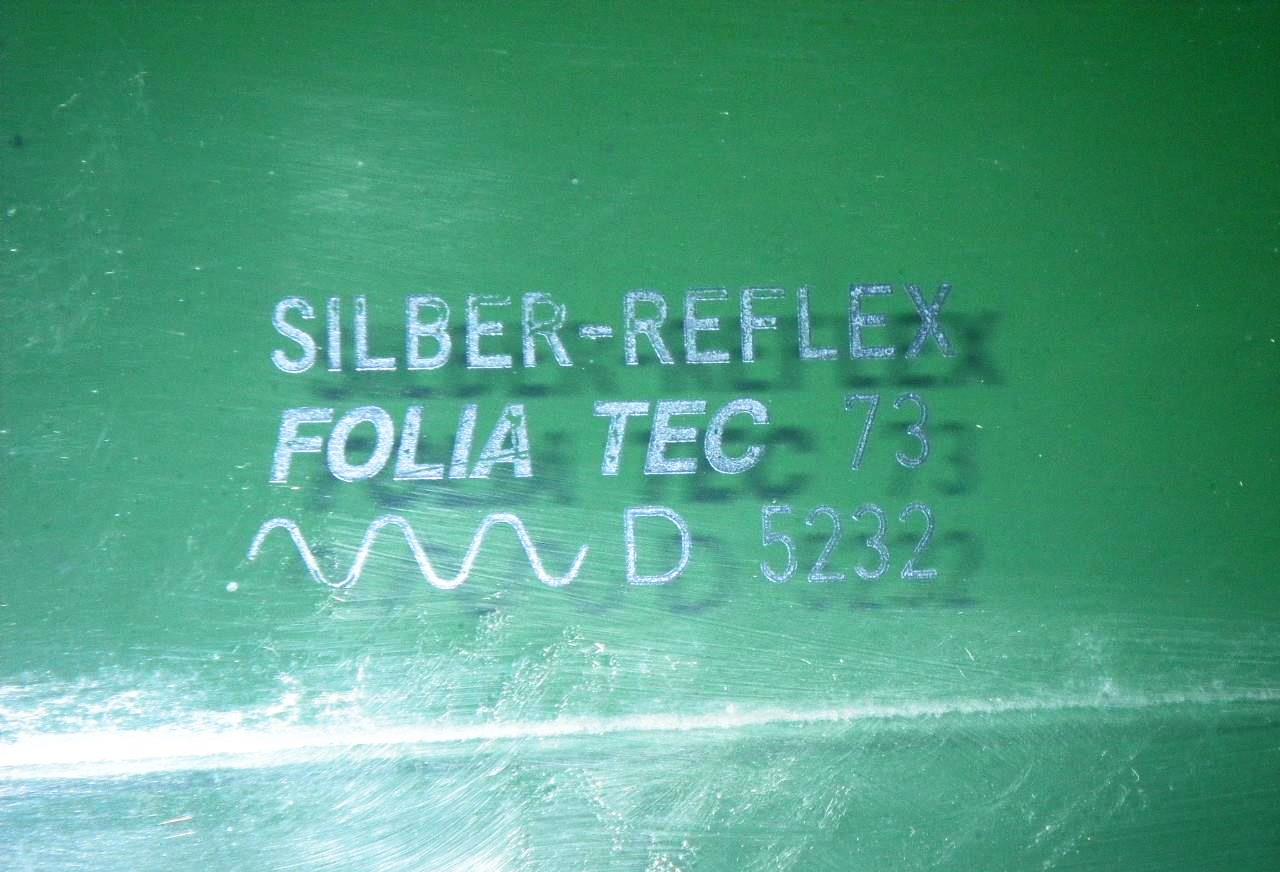 SILBER-REFLEX
FOLIA TEC 73
D 5232